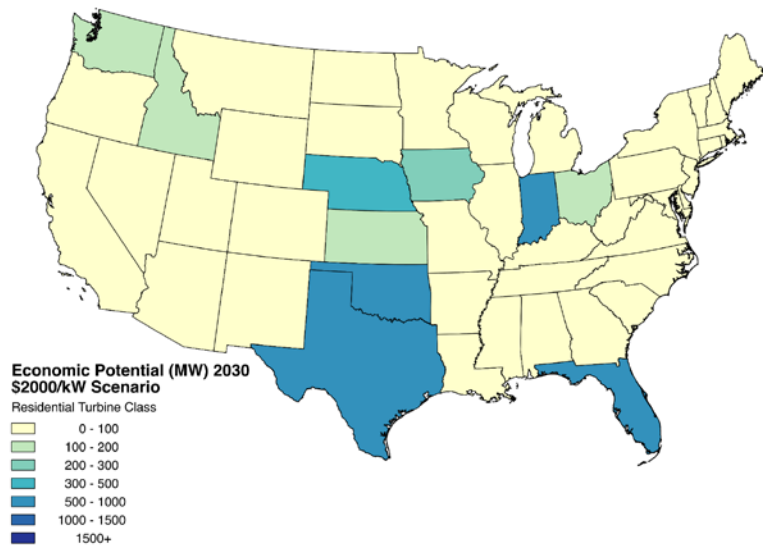 Economic Potential (MW) 2030
$2000/kW Scenario
Residential Turbine Class
0 - 100
100 - 200
200 - 300
300 - 500
500 - 1000
1000 - 1500
1500+